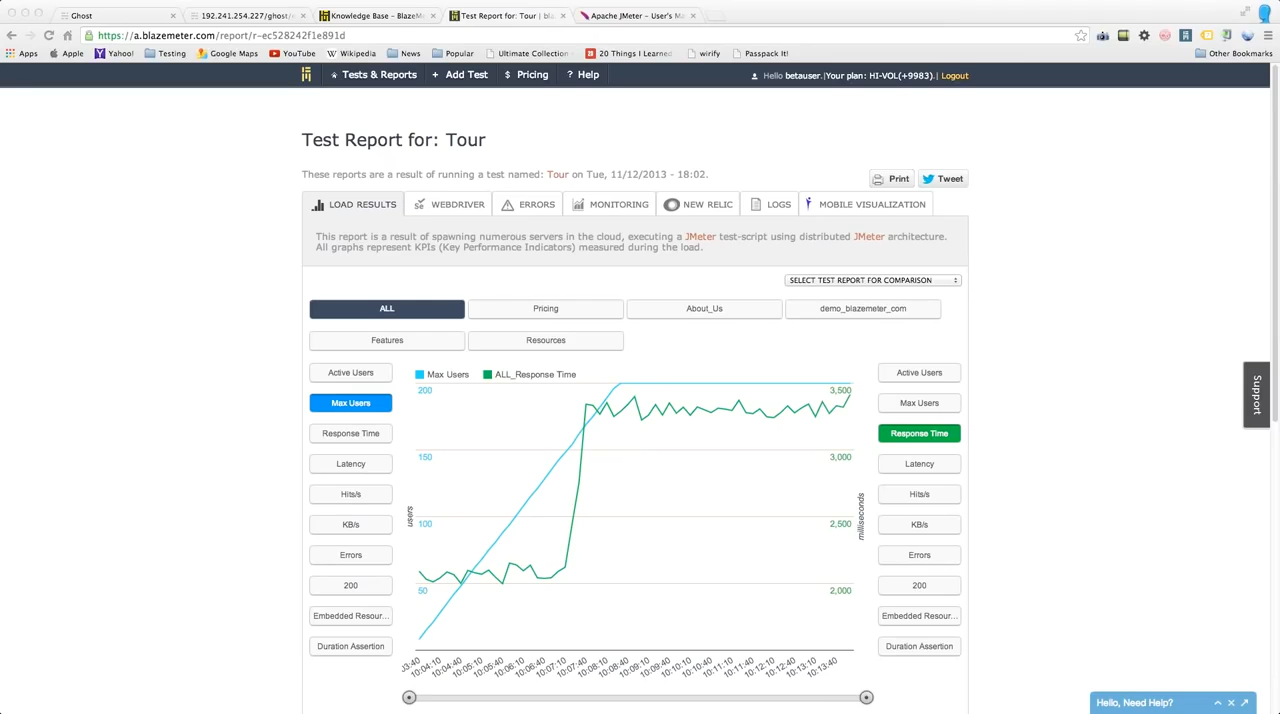 Ghost
192.241.254.227/ghost/
Knowledge Base – BlazeM
Test Report for: Tour | bla
Apache JMeter - User's Ma
https://a.blazemeter.com/report/r-ec528242f1e891d
Apps
Apple
Yahoo!
Testing
Google Maps
YouTube
Wikipedia
News
Popular
Ultimate Collection
20 Things I Learned
wirify
Passpack It!
Other Bookmarks
Tests & Reports
+ Add Test
$ Pricing
? Help
Hello betauser.|Your plan: HI-VOL(+9983).| Logout
Test Report for: Tour
These reports are a result of running a test named: Tour on Tue, 11/12/2013 - 18:02.
Print
Tweet
LOAD RESULTS
WEBDRIVER
ERRORS
MONITORING
NEW RELIC
LOGS
MOBILE VISUALIZATION
This report is a result of spawning numerous servers in the cloud, executing a JMeter test-script using distributed JMeter architecture.
All graphs represent KPIs (Key Performance Indicators) measured during the load.
SELECT TEST REPORT FOR COMPARISON
ALL
Pricing
About_Us
demo_blazemeter_com
Features
Resources
Active Users
Max Users
Response Time
Latency
Hits/s
KB/s
Errors
200
Embedded Resour...
Duration Assertion
Max Users
ALL_Response Time
200
150
100
50
users
3,500
3,000
2,500
2,000
milliseconds
J3:40
10:04:10
10:04:40
10:05:10
10:05:40
10:06:10
10:06:40
10:07:10
10:07:40
10:08:10
10:08:40
10:09:10
10:09:40
10:10:10
10:10:40
10:11:10
10:11:40
10:12:10
10:12:40
10:13:10
10:13:40
Active Users
Max Users
Response Time
Latency
Hits/s
KB/s
Errors
200
Embedded Resour...
Duration Assertion
Support
Hello, Need Help?